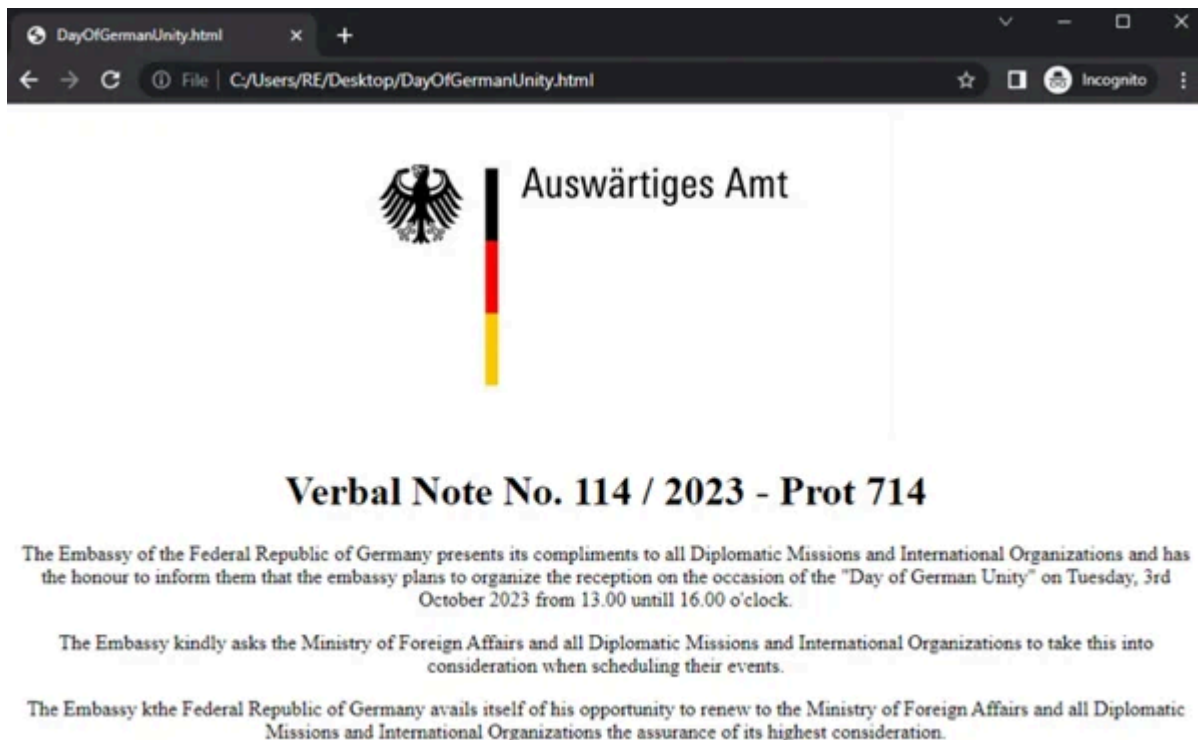 DayOfGermanUnity.html
File | C:/Users/RE/Desktop/DayOfGermanUnity.html
Incognito
Auswärtiges Amt
Verbal Note No. 114 / 2023 - Prot 714
The Embassy of the Federal Republic of Germany presents its compliments to all Diplomatic Missions and International Organizations and has
the honour to inform them that the embassy plans to organize the reception on the occasion of the "Day of German Unity" on Tuesday, 3rd
October 2023 from 13.00 untill 16.00 o'clock.
The Embassy kindly asks the Ministry of Foreign Affairs and all Diplomatic Missions and International Organizations to take this into
consideration when scheduling their events.
The Embassy kthe Federal Republic of Germany avails itself of his opportunity to renew to the Ministry of Foreign Affairs and all Diplomatic
Missions and International Organizations the assurance of its highest consideration.